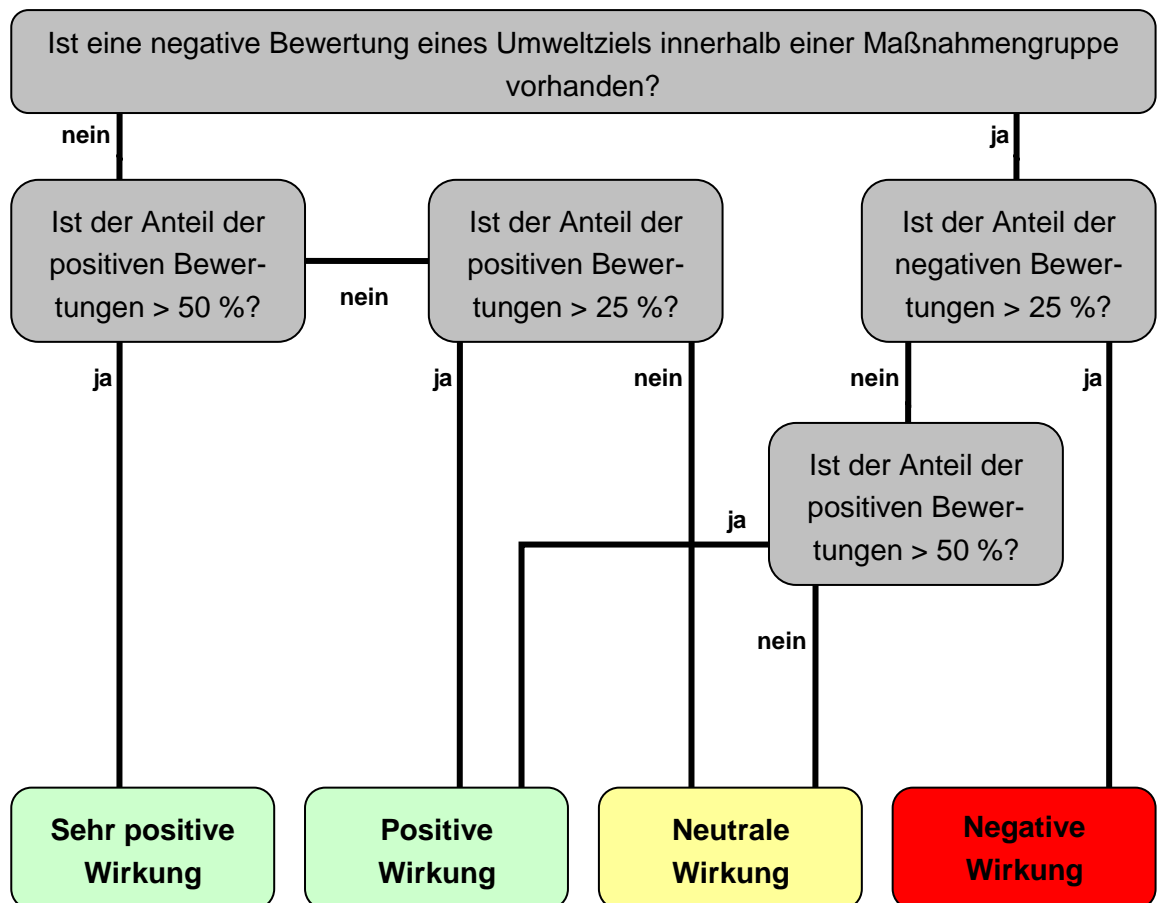 Ist eine negative Bewertung eines Umweltziels innerhalb einer Maßnahmengruppe
vorhanden?
nein
ja
Ist der Anteil der
positiven Bewer-
tungen > 50 %?
nein
Ist der Anteil der
positiven Bewer-
tungen > 25 %?
Ist der Anteil der
negativen Bewer-
tungen > 25 %?
ja
ja
nein
nein
ja
Ist der Anteil der
positiven Bewer-
tungen > 50 %?
ja
nein
Sehr positive
Wirkung
Positive
Wirkung
Neutrale
Wirkung
Negative
Wirkung